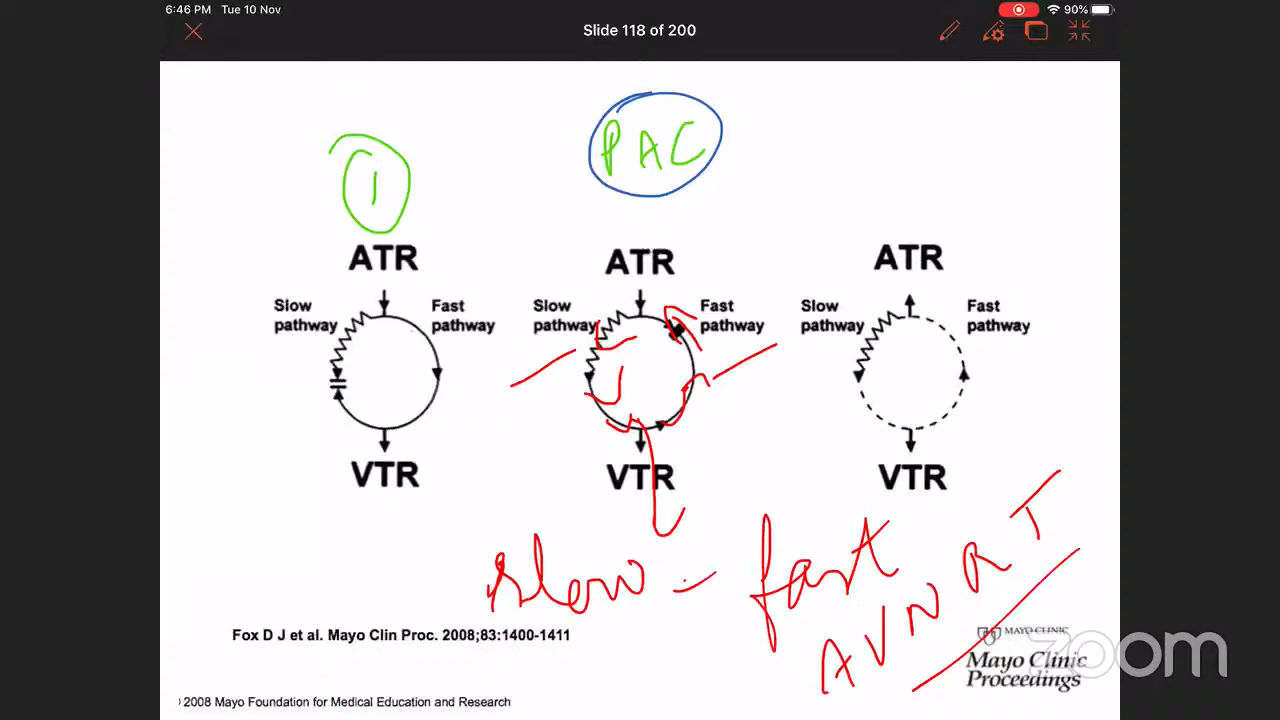 6:46 PM Tue 10 Nov
90%
Slide 118 of 200
1
PAC
ATR
Slow pathway
Fast pathway
VTR
ATR
Slow pathway
Fast pathway
VTR
ATR
Slow pathway
Fast pathway
VTR
slow - fast
AVNRT
Fox D J et al. Mayo Clin Proc. 2008;83:1400-1411
MAYO CLINIC
Mayo Clinic
Proceedings
zoom
2008 Mayo Foundation for Medical Education and Research